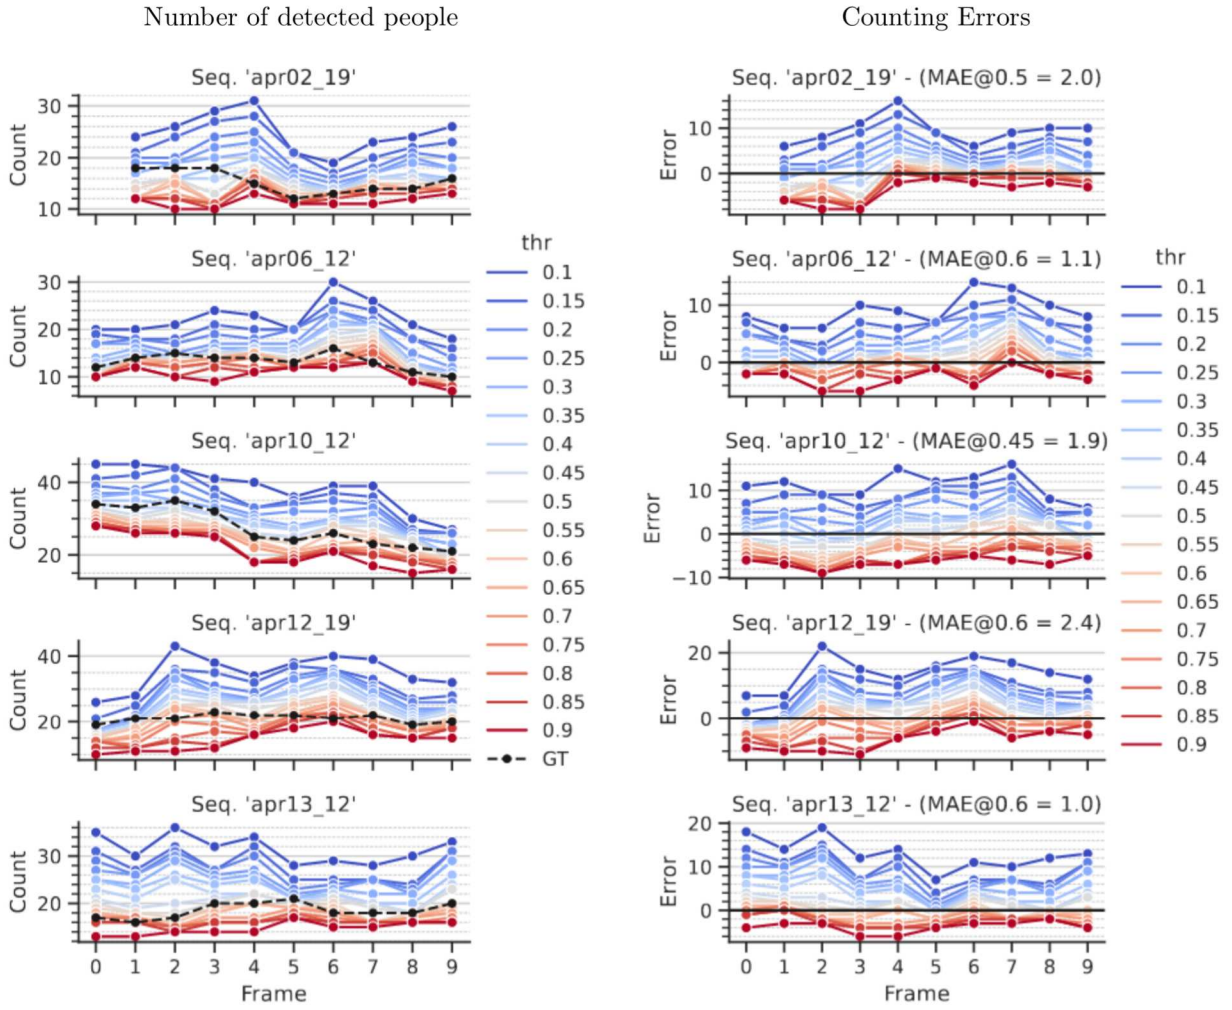 Number of detected people
Counting Errors
Seq. 'apr02_19'
Count
30
20
10
Seq. 'apr06_12'
Count
30
20
10
Seq. 'apr10_12'
Count
40
20
Seq. 'apr12_19'
Count
40
20
Seq. 'apr13_12'
Count
30
20
0 1 2 3 4 5 6 7 8 9
Frame
thr
0.1
0.15
0.2
0.25
0.3
0.35
0.4
0.45
0.5
0.55
0.6
0.65
0.7
0.75
0.8
0.85
0.9
GT
Seq. 'apr02_19' - (MAE@0.5 = 2.0)
Error
10
0
Seq. 'apr06_12' - (MAE@0.6 = 1.1)
Error
10
0
Seq. 'apr10_12' - (MAE@0.45 = 1.9)
Error
10
0
−10
Seq. 'apr12_19' - (MAE@0.6 = 2.4)
Error
20
0
Seq. 'apr13_12' - (MAE@0.6 = 1.0)
Error
20
10
0
0 1 2 3 4 5 6 7 8 9
Frame
thr
0.1
0.15
0.2
0.25
0.3
0.35
0.4
0.45
0.5
0.55
0.6
0.65
0.7
0.75
0.8
0.85
0.9